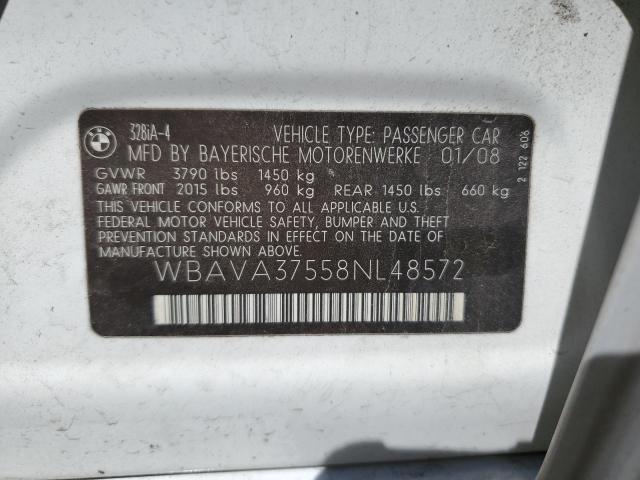 BMW
328iA-4 VEHICLE TYPE: PASSENGER CAR
MFD BY BAYERISCHE MOTORENWERKE 01/08
GVWR 3790 lbs 1450 kg
GAWR FRONT 2015 lbs 960 kg REAR 1450 lbs 660 kg
THIS VEHICLE CONFORMS TO ALL APPLICABLE U.S.
FEDERAL MOTOR VEHICLE SAFETY, BUMPER AND THEFT
PREVENTION STANDARDS IN EFFECT ON THE DATE OF
MANUFACTURE SHOWN ABOVE.
WBAVA37558NL48572
2 122 606